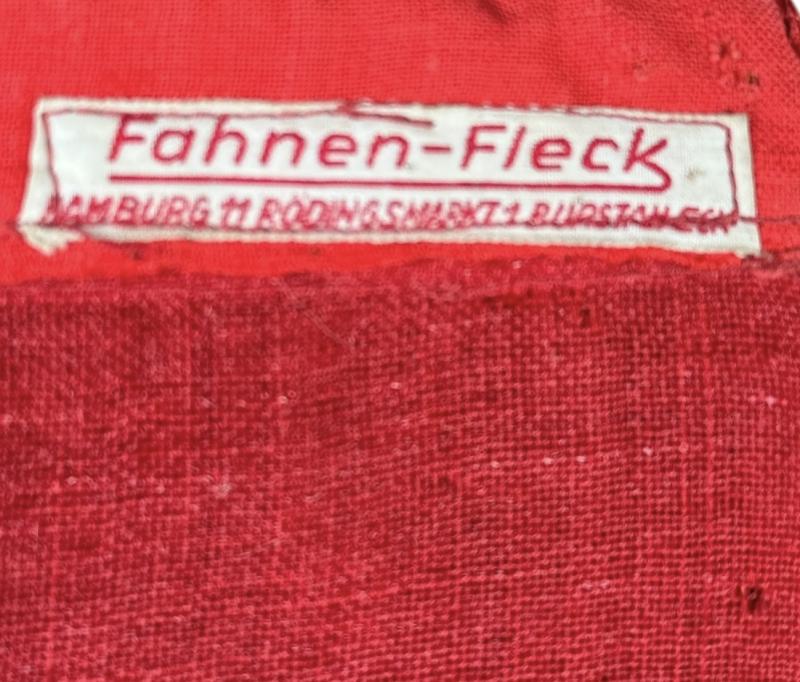 Fahnen-Fleck
HAMBURG 11 RÖDINGSMARKT 1 BURSTAH-ECK